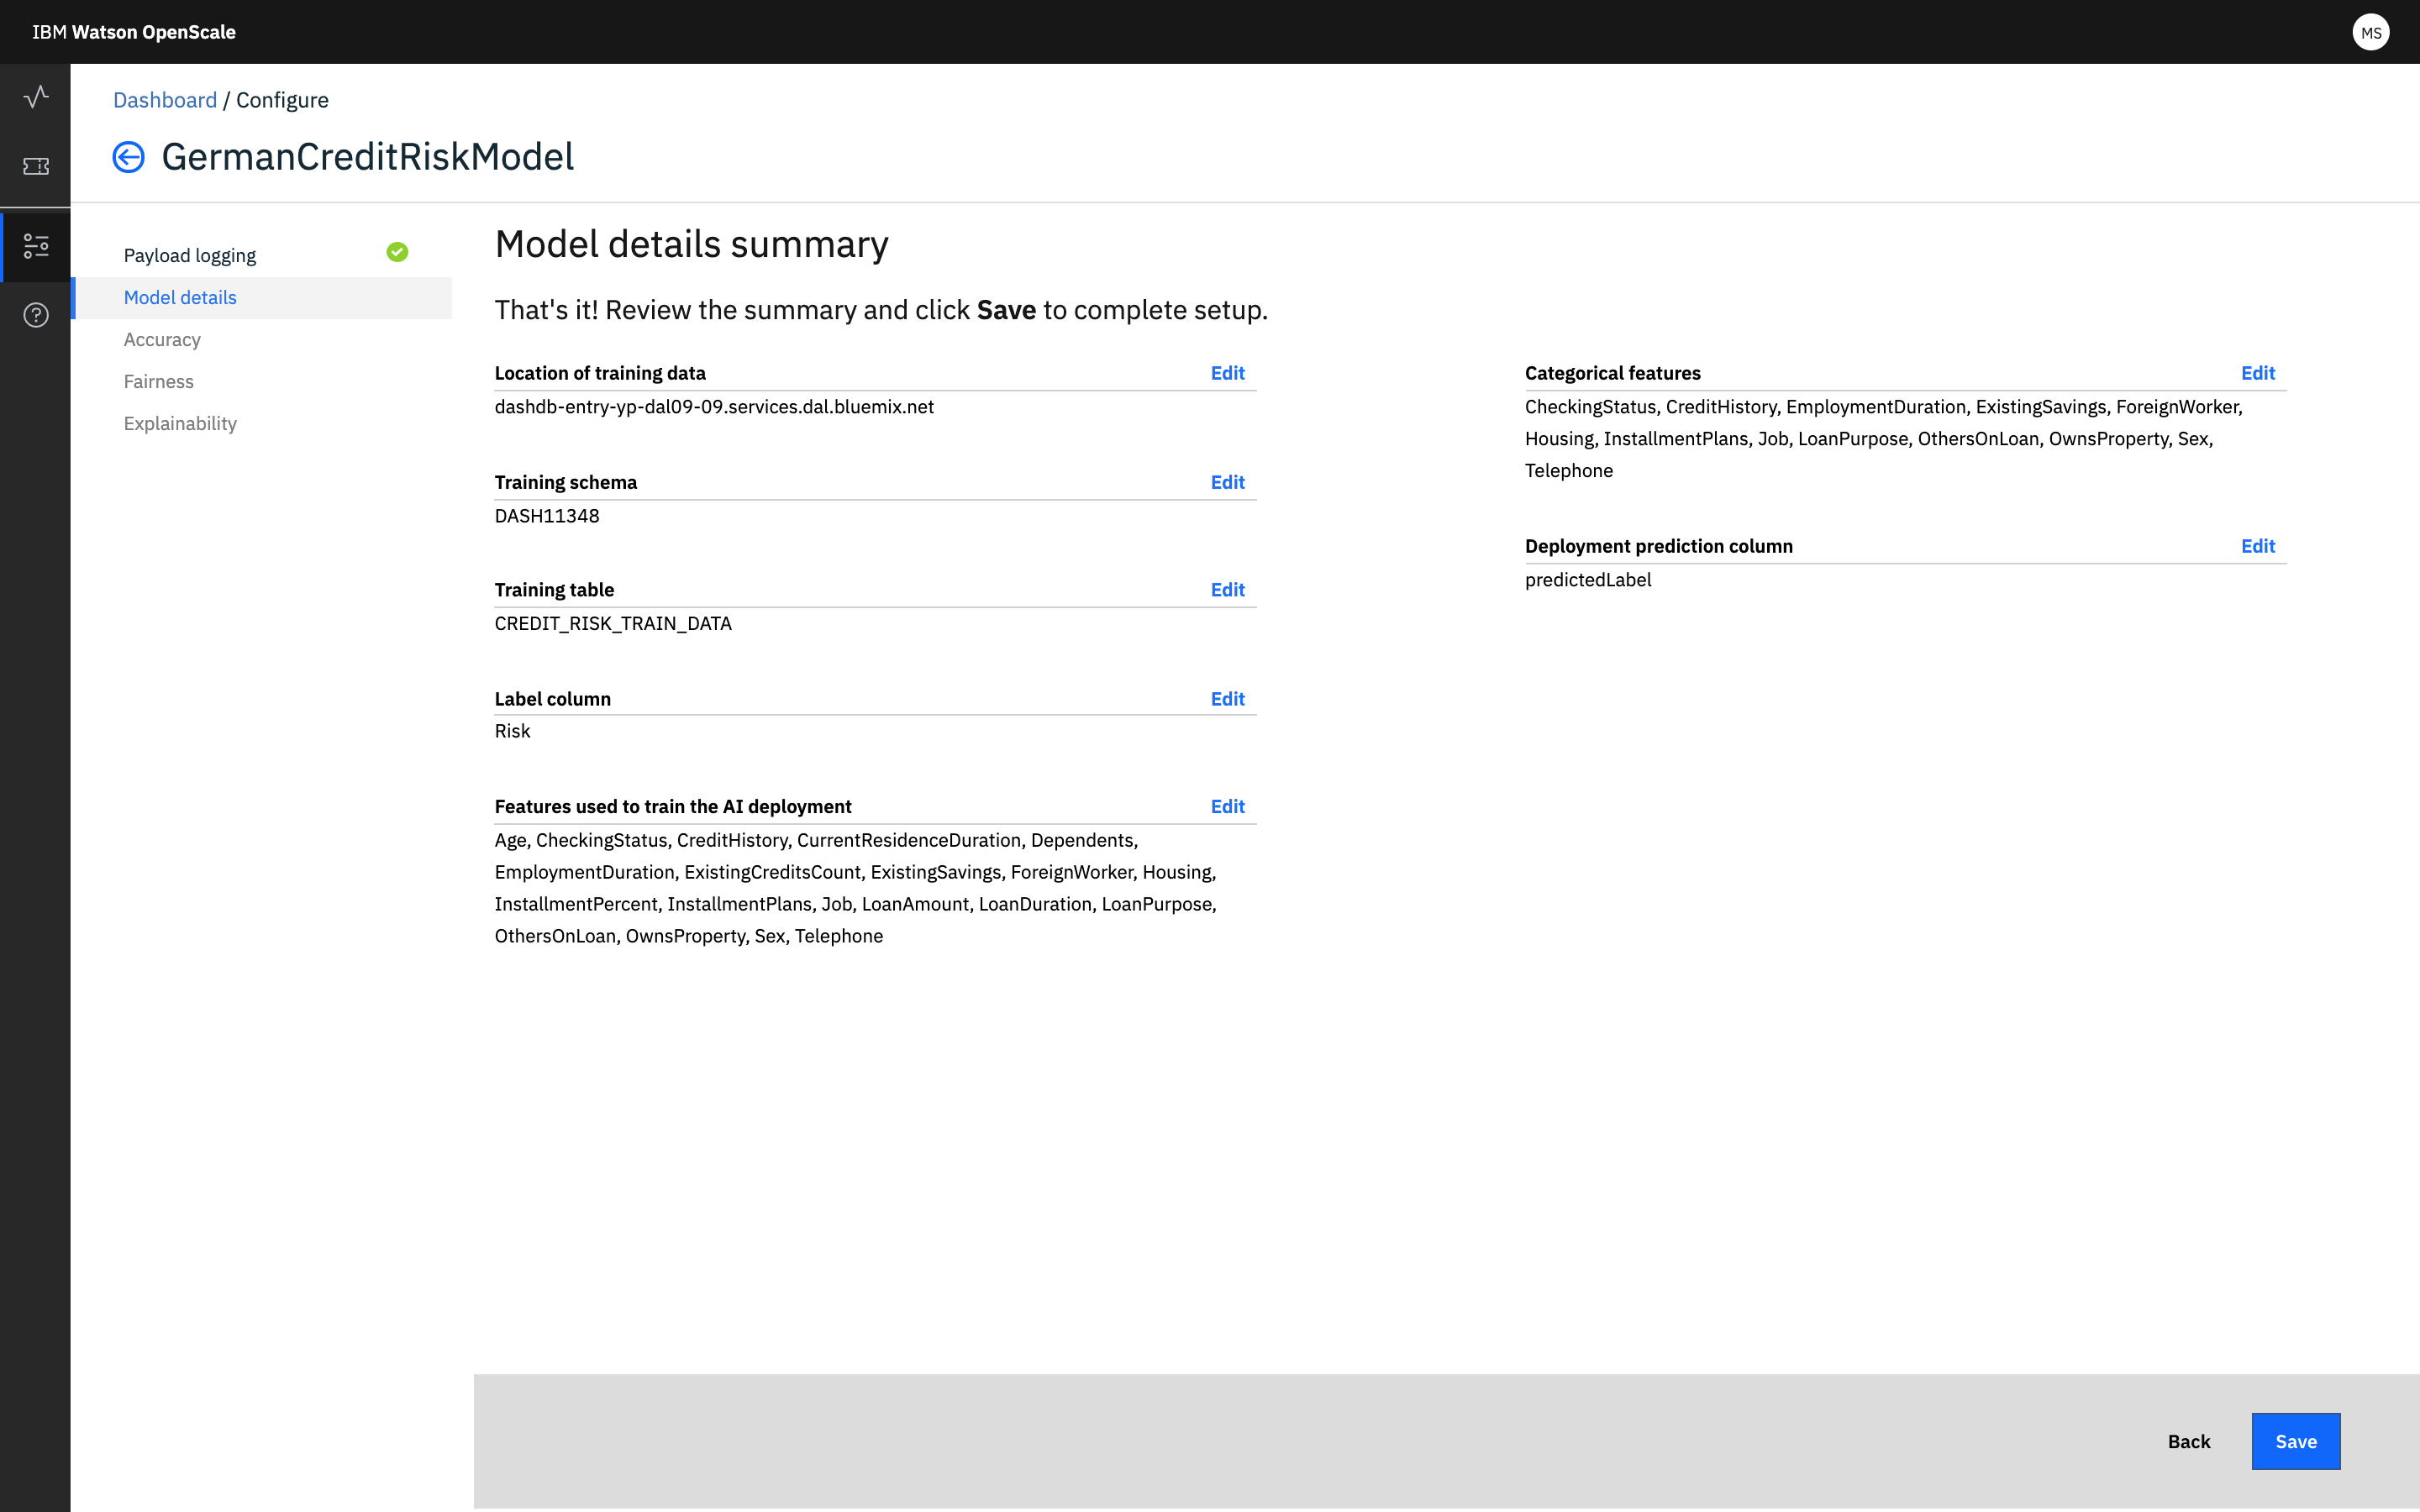 IBM Watson OpenScale
MS
Dashboard / Configure
GermanCreditRiskModel
Payload logging
Model details
Accuracy
Fairness
Explainability
Model details summary
That's it! Review the summary and click Save to complete setup.
Location of training data Edit
dashdb-entry-yp-dal09-09.services.dal.bluemix.net
Training schema Edit
DASH11348
Training table Edit
CREDIT_RISK_TRAIN_DATA
Label column Edit
Risk
Features used to train the AI deployment Edit
Age, CheckingStatus, CreditHistory, CurrentResidenceDuration, Dependents,
EmploymentDuration, ExistingCreditsCount, ExistingSavings, ForeignWorker, Housing,
InstallmentPercent, InstallmentPlans, Job, LoanAmount, LoanDuration, LoanPurpose,
OthersOnLoan, OwnsProperty, Sex, Telephone
Categorical features Edit
CheckingStatus, CreditHistory, EmploymentDuration, ExistingSavings, ForeignWorker,
Housing, InstallmentPlans, Job, LoanPurpose, OthersOnLoan, OwnsProperty, Sex,
Telephone
Deployment prediction column Edit
predictedLabel
Back Save